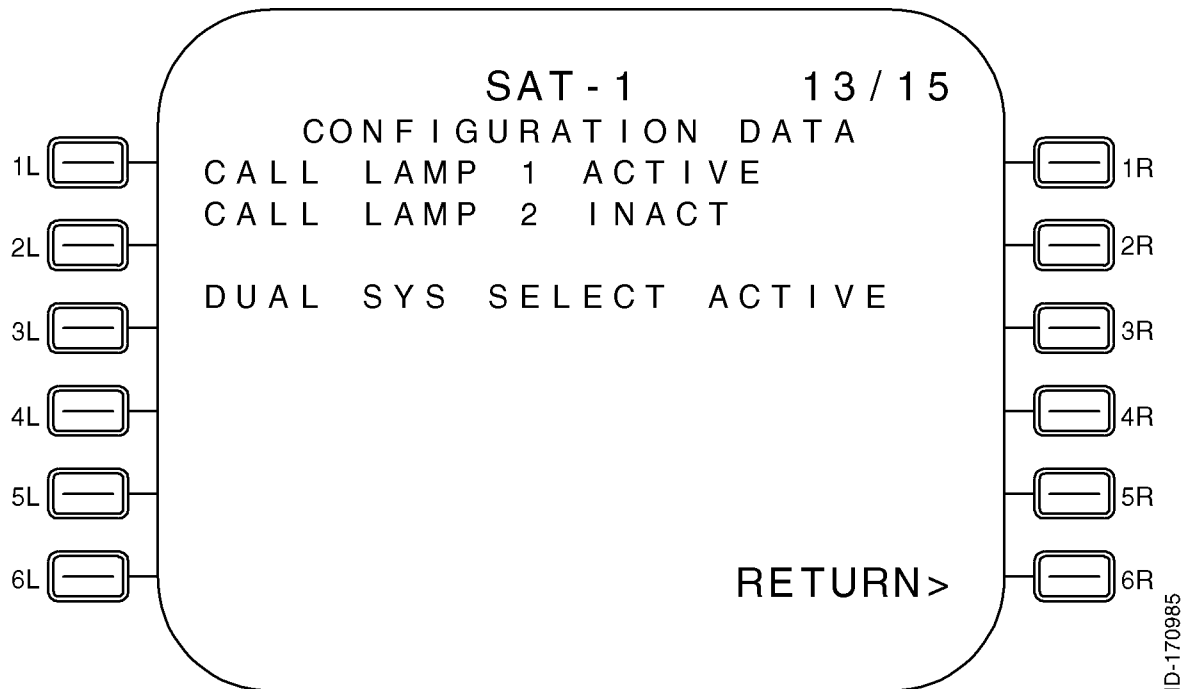 SAT-1 13/15
CONFIGURATION DATA
1L CALL LAMP 1 ACTIVE 1R
CALL LAMP 2 INACT
2L 2R
DUAL SYS SELECT ACTIVE
3L 3R
4L 4R
5L 5R
6L RETURN> 6R
ID-170985